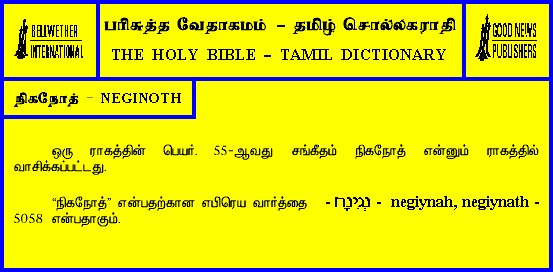 BELLWETHER
INTERNATIONAL
பரிசுத்த வேதாகமம் – தமிழ் சொல்லகராதி
THE HOLY BIBLE – TAMIL DICTIONARY
GOOD NEWS
PUBLISHERS
நிகநோத் – NEGINOTH
ஒரு ராகத்தின் பெயர். 55-ஆவது சங்கீதம் நிகநோத் என்னும் ராகத்தில்
வாசிக்கப்பட்டது.
“நிகநோத்” என்பதற்கான எபிரெய வார்த்தை - נְגִינָה - negiynah, negiynath -
5058 என்பதாகும்.